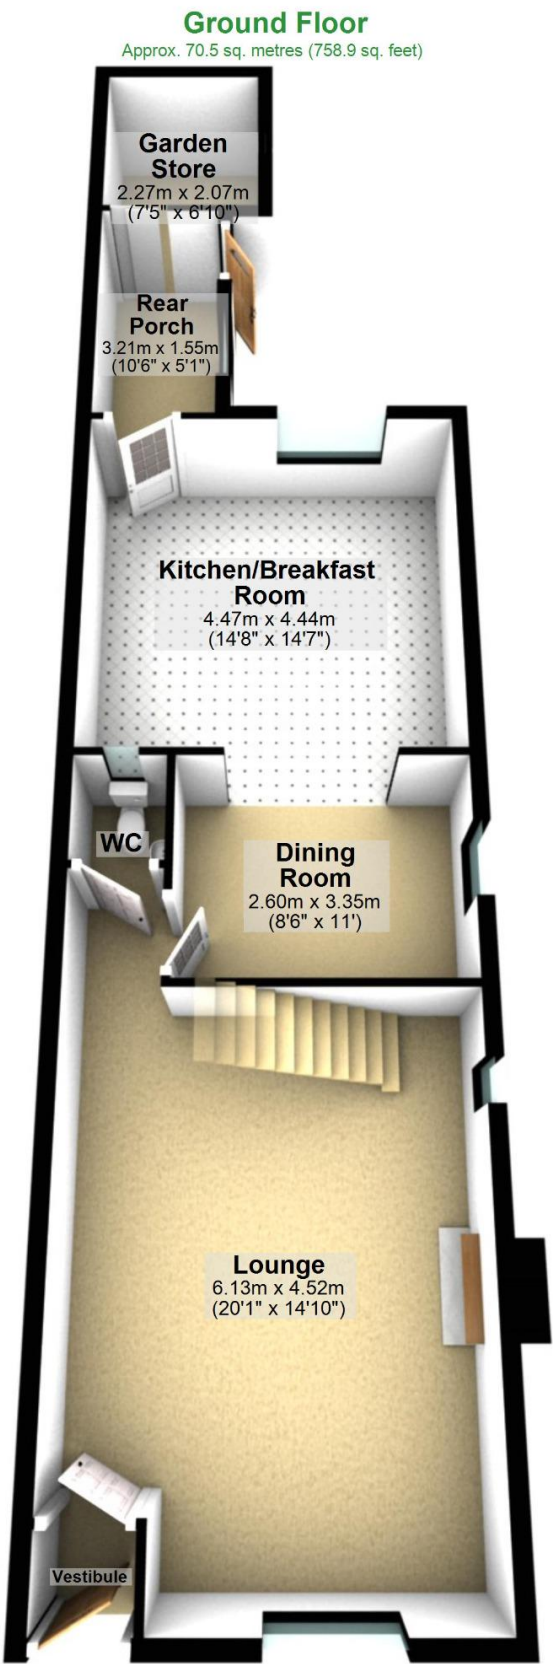 Ground Floor
Approx. 70.5 sq. metres (758.9 sq. feet)
Garden
Store
2.27m x 2.07m
(7'5" x 6'10")
Rear
Porch
3.21m x 1.55m
(10'6" x 5'1")
Kitchen/Breakfast
Room
4.47m x 4.44m
(14'8" x 14'7")
WC
Dining
Room
2.60m x 3.35m
(8'6" x 11')
Lounge
6.13m x 4.52m
(20'1" x 14'10")
Vestibule